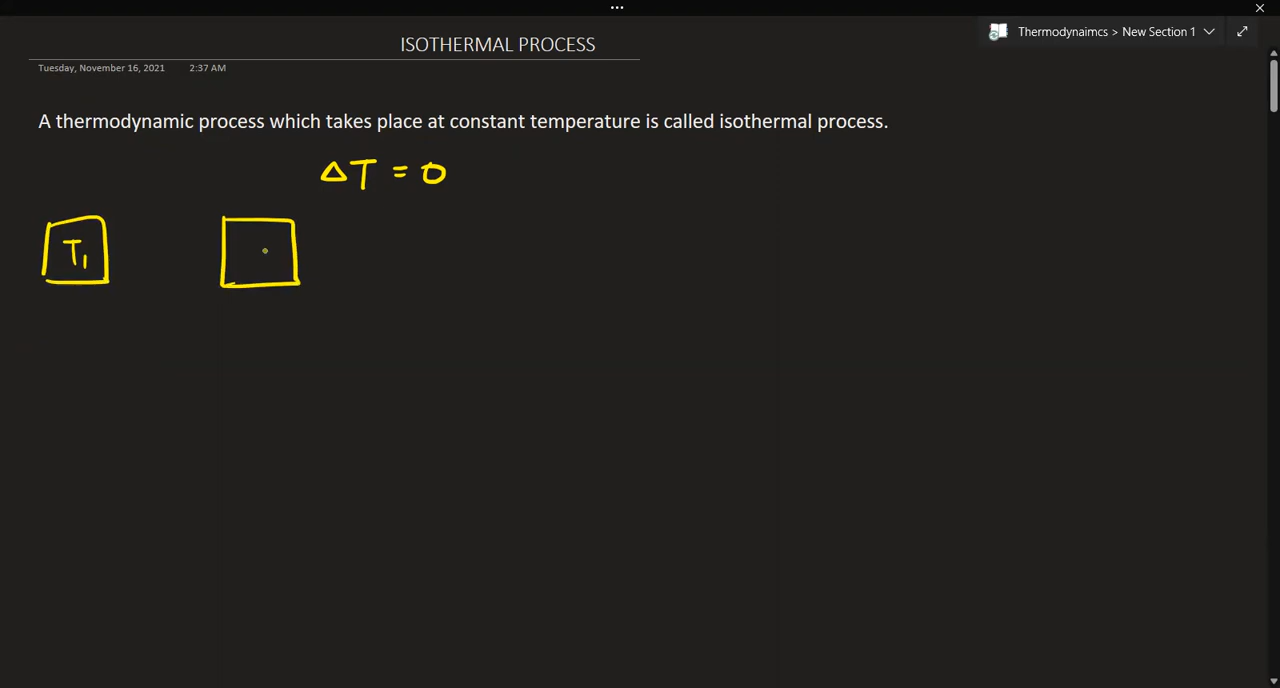 ISOTHERMAL PROCESS
Thermodynaimcs > New Section 1
Tuesday, November 16, 2021 2:37 AM
A thermodynamic process which takes place at constant temperature is called isothermal process.
ΔT = 0
T₁